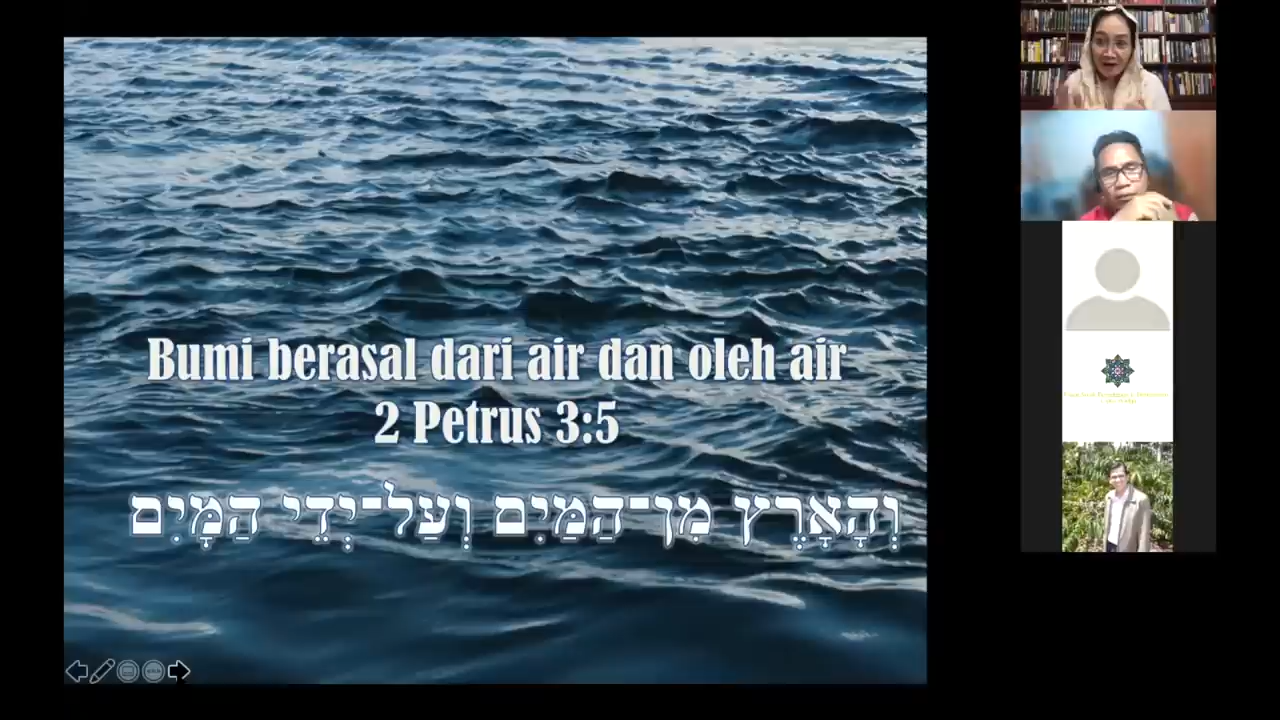 Bumi berasal dari air dan oleh air
2 Petrus 3:5
וְהָאָרֶץ מִן־הַמַּיִם וְעַל־יְדֵי הַמָּיִם